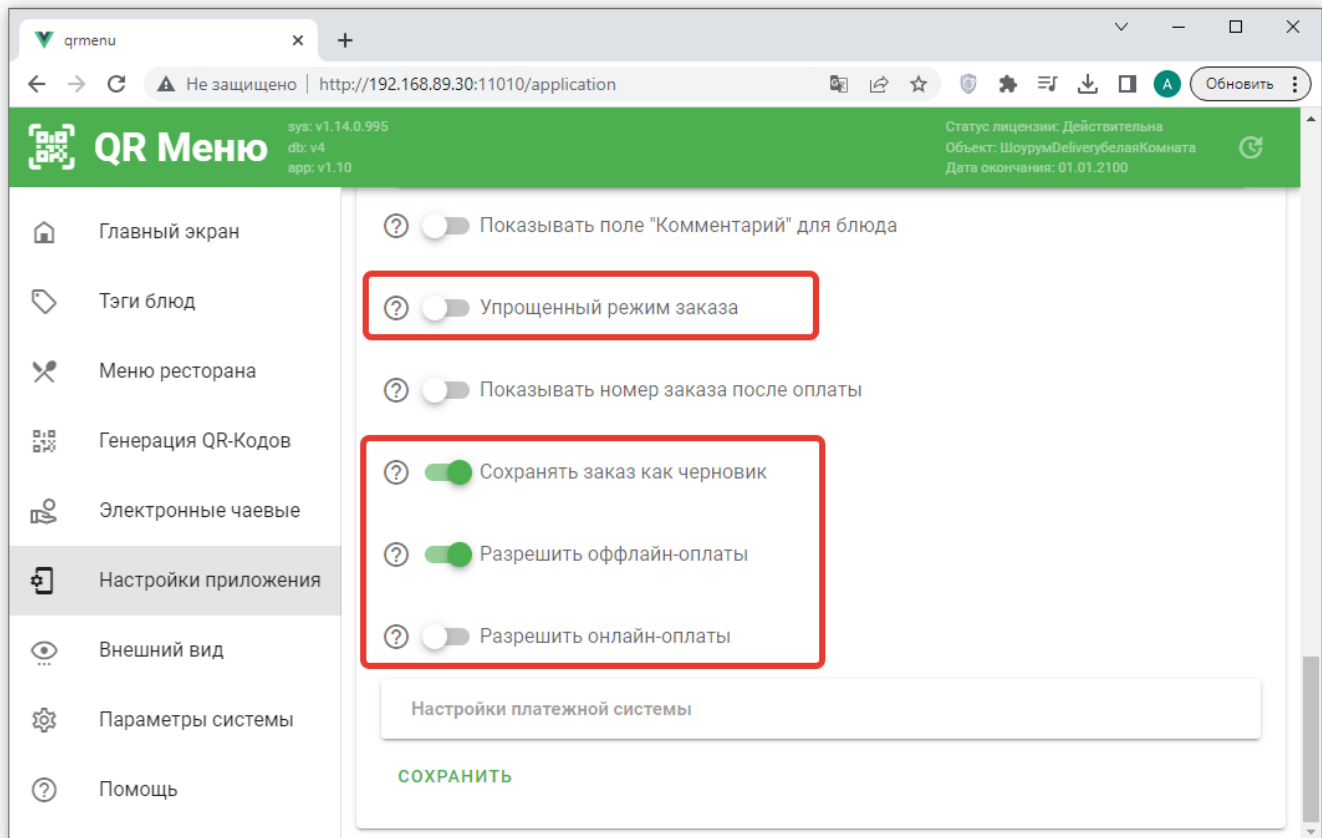 qrmenu
Не защищено
http://192.168.89.30:11010/application
A
Обновить
QR Меню
sys: v1.14.0.995
db: v4
app: v1.10
Статус лицензии: Действительна
Объект: ШоурумDeliveryбелаяКомната
Дата окончания: 01.01.2100
Главный экран
Тэги блюд
Меню ресторана
Генерация QR-Кодов
Электронные чаевые
Настройки приложения
Внешний вид
Параметры системы
Помощь
Показывать поле "Комментарий" для блюда
Упрощенный режим заказа
Показывать номер заказа после оплаты
Сохранять заказ как черновик
Разрешить оффлайн-оплаты
Разрешить онлайн-оплаты
Настройки платежной системы
СОХРАНИТЬ